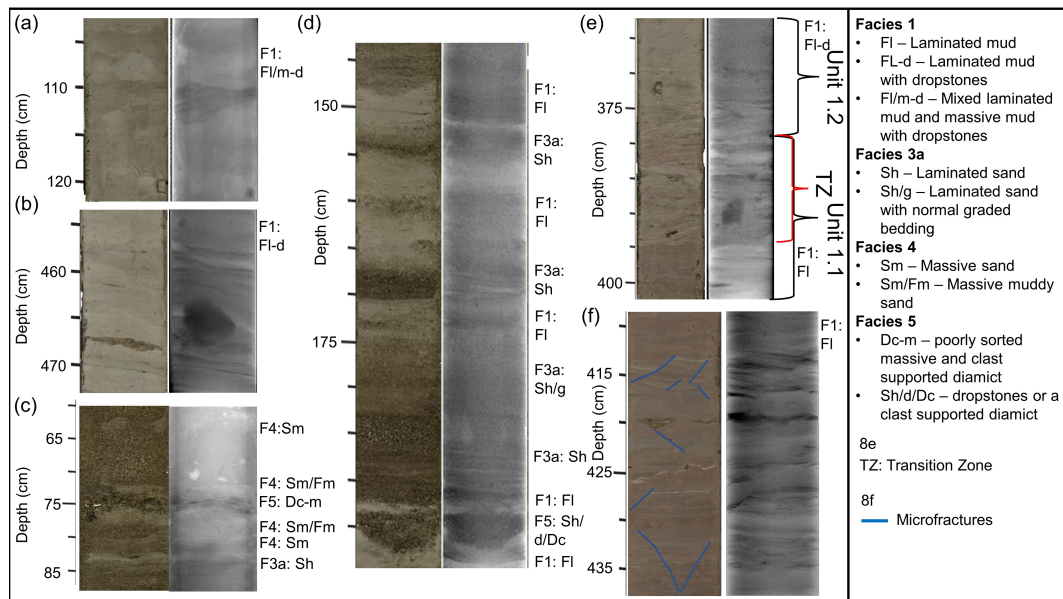 (a)
F1:
Fl/m-d
110
120
Depth (cm)
(b)
F1:
Fl-d
460
470
Depth (cm)
(c)
F4:Sm
65
F4: Sm/Fm
F5: Dc-m
75
F4: Sm/Fm
F4: Sm
F3a: Sh
85
Depth (cm)
(d)
F1:
Fl
150
F3a:
Sh
F1:
Fl
F3a:
Sh
F1:
Fl
175
F3a:
Sh/g
F3a: Sh
F1: Fl
F5: Sh/
d/Dc
F1: Fl
Depth (cm)
(e)
F1:
Fl-d
Unit 1.2
375
TZ
Unit 1.1
F1:
Fl
400
Depth (cm)
(f)
F1:
Fl
415
425
435
Depth (cm)
Facies 1
• Fl – Laminated mud
• FL-d – Laminated mud
with dropstones
• Fl/m-d – Mixed laminated
mud and massive mud
with dropstones
Facies 3a
• Sh – Laminated sand
• Sh/g – Laminated sand
with normal graded
bedding
Facies 4
• Sm – Massive sand
• Sm/Fm – Massive muddy
sand
Facies 5
• Dc-m – poorly sorted
massive and clast
supported diamict
• Sh/d/Dc – dropstones or a
clast supported diamict
8e
TZ: Transition Zone
8f
Microfractures